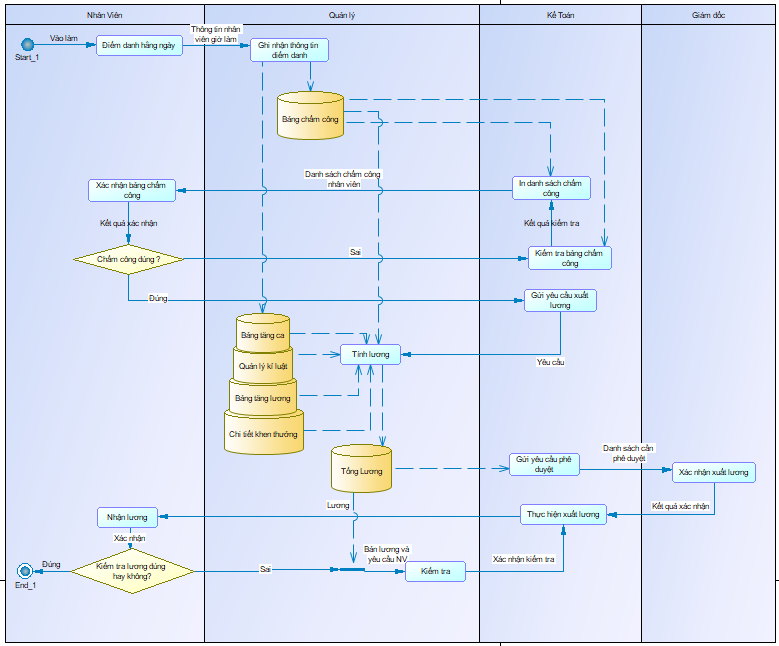 Nhân Viên
Quản lý
Kế Toán
Giám đốc
Start_1
Vào làm
Điểm danh hằng ngày
Thông tin nhân
viên giờ làm
Ghi nhận thông tin
điểm danh
Bảng chấm công
Danh sách chấm công
nhân viên
In danh sách chấm
công
Xác nhận bảng chấm
công
Kết quả xác nhận
Kết quả kiểm tra
Chấm công đúng ?
Sai
Kiểm tra bảng chấm
công
Đúng
Gửi yêu cầu xuất
lương
Bảng tăng ca
Quản lý kỉ luật
Bảng tăng lương
Chi tiết khen thưởng
Tính lương
Yêu cầu
Tổng Lương
Gửi yêu cầu phê
duyệt
Danh sách cần
phê duyệt
Xác nhận xuất lương
Kết quả xác nhận
Lương
Thực hiện xuất lương
Nhận lương
Xác nhận
Kiểm tra lương đúng
hay không?
Đúng
End_1
Sai
Bản lương và
yêu cầu NV
Kiểm tra
Xác nhận kiểm tra